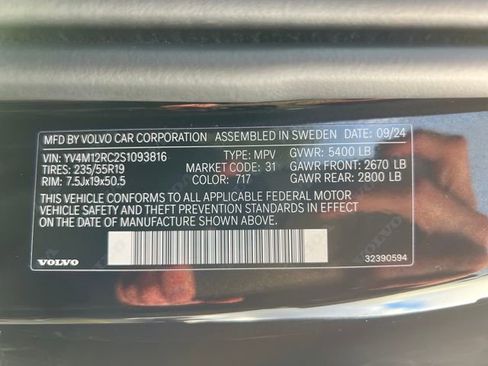 MFD BY VOLVO CAR CORPORATION ASSEMBLED IN SWEDEN DATE: 09/24
VIN: YV4M12RC2S1093816 TYPE: MPV GVWR: 5400 LB
TIRES: 235/55R19 MARKET CODE: 31 GAWR FRONT: 2670 LB
RIM: 7.5Jx19x50.5 COLOR: 717 GAWR REAR: 2800 LB
THIS VEHICLE CONFORMS TO ALL APPLICABLE FEDERAL MOTOR
VEHICLE SAFETY AND THEFT PREVENTION STANDARDS IN EFFECT
ON THE DATE OF MANUFACTURE SHOWN ABOVE.
VOLVO 32390594